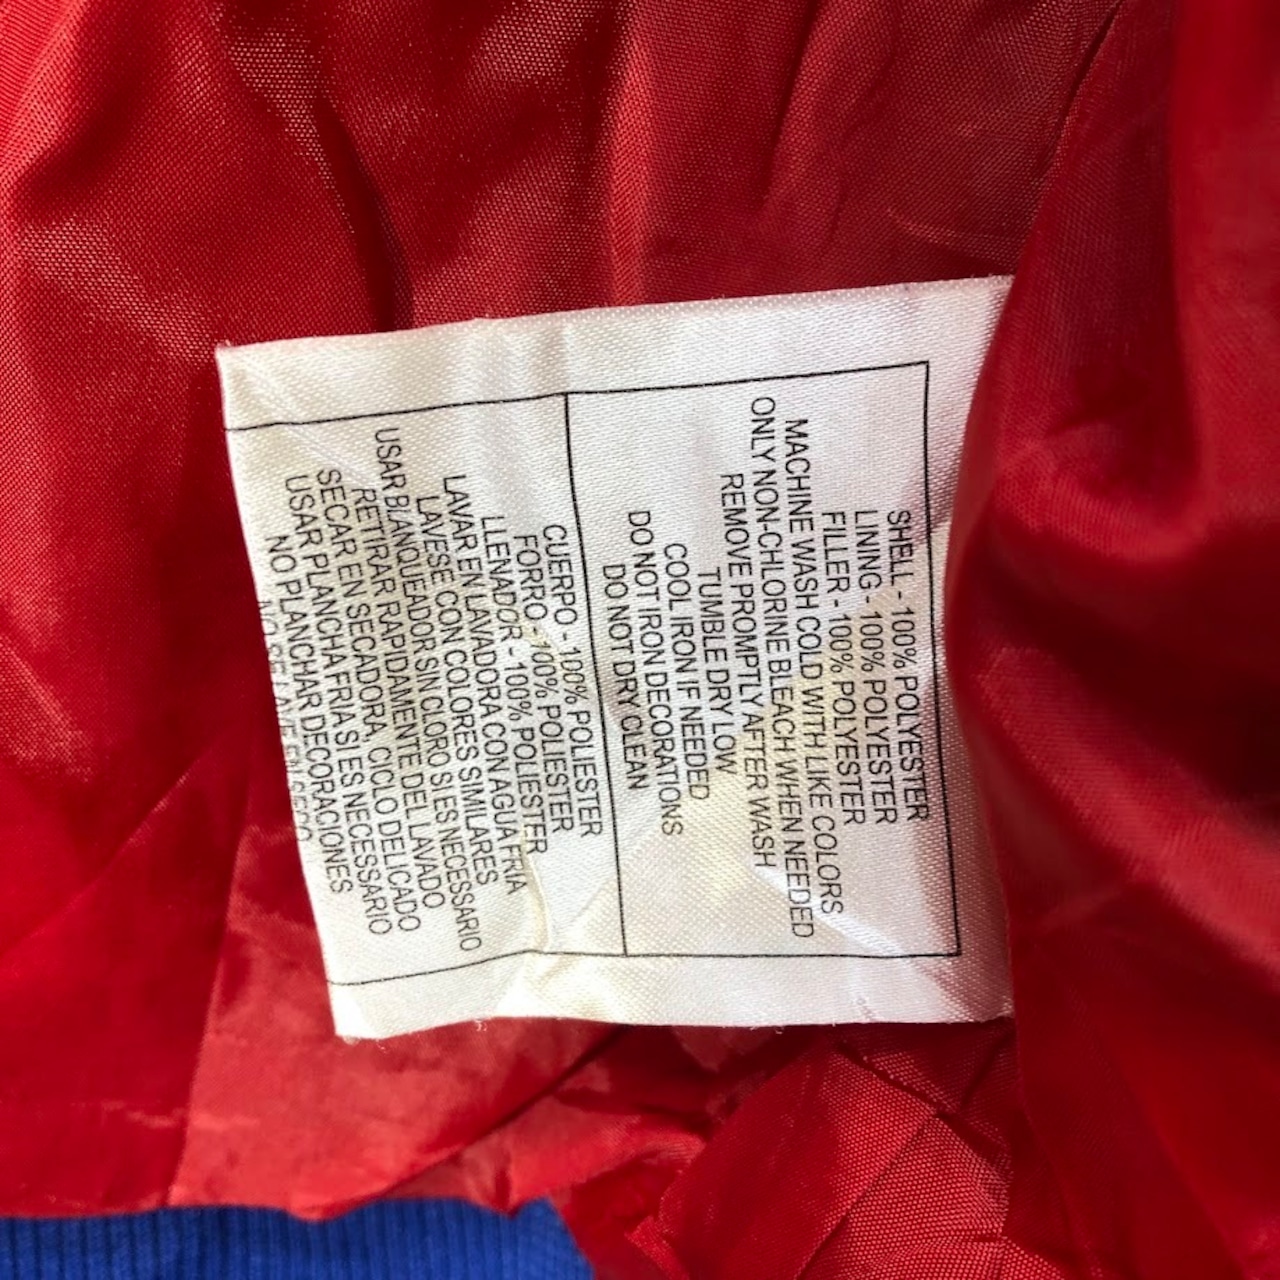 SHELL - 100% POLYESTER
LINING - 100% POLYESTER
FILLER - 100% POLYESTER
MACHINE WASH COLD WITH LIKE COLORS
ONLY NON-CHLORINE BLEACH WHEN NEEDED
REMOVE PROMPTLY AFTER WASH
TUMBLE DRY LOW
COOL IRON IF NEEDED
DO NOT IRON DECORATIONS
DO NOT DRY CLEAN
CUERPO - 100% POLIESTER
FORRO - 100% POLIESTER
LLENADOR - 100% POLIESTER
LAVAR EN LAVADORA CON AGUA FRIA
LAVESE CON COLORES SIMILARES
USAR BLANQUEADOR SIN CLORO SI ES NECESSARIO
RETIRAR RAPIDAMENTE DEL LAVADO
SECAR EN SECADORA, CICLO DELICADO
USAR PLANCHA FRIA SI ES NECESSARIO
NO PLANCHAR DECORACIONES
NO SE